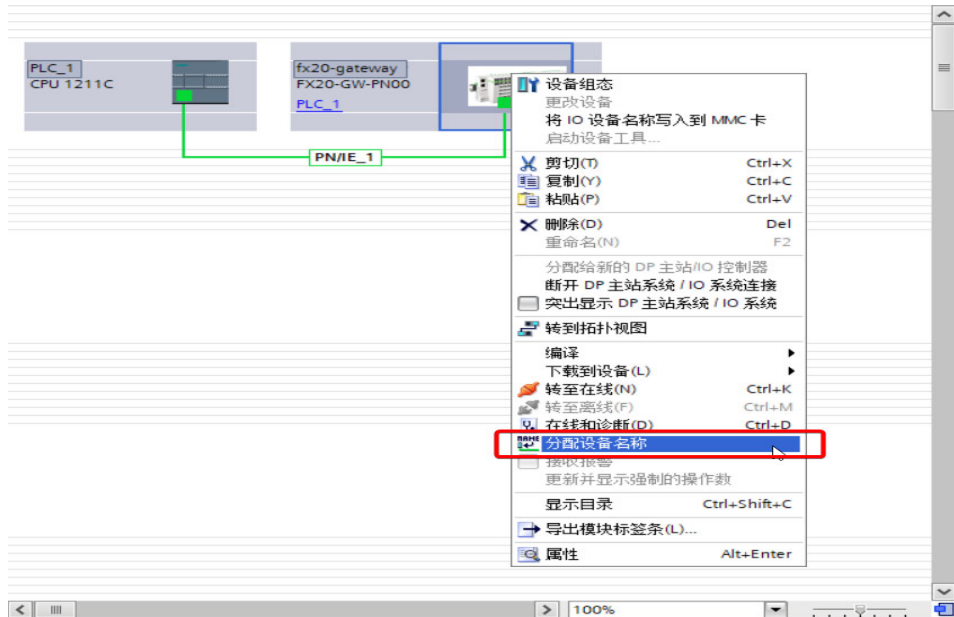 PLC_1
CPU 1211C
fx20-gateway
FX20-GW-PN00
PLC_1
PN/IE_1
设备组态
更改设备
将 IO 设备名称写入到 MMC 卡
启动设备工具...
剪切(T) Ctrl+X
复制(Y) Ctrl+C
粘贴(P) Ctrl+V
删除(D) Del
重命名(N) F2
分配给新的 DP 主站/IO 控制器
断开 DP 主站系统 / IO 系统连接
突出显示 DP 主站系统 / IO 系统
转到拓扑视图
编译
下载到设备(L)
转至在线(N) Ctrl+K
转至离线(F) Ctrl+M
在线和诊断(D) Ctrl+D
NAME 分配设备名称
接收报警
更新并显示强制的操作数
显示目录 Ctrl+Shift+C
导出模块标签条(L)...
属性 Alt+Enter
100%